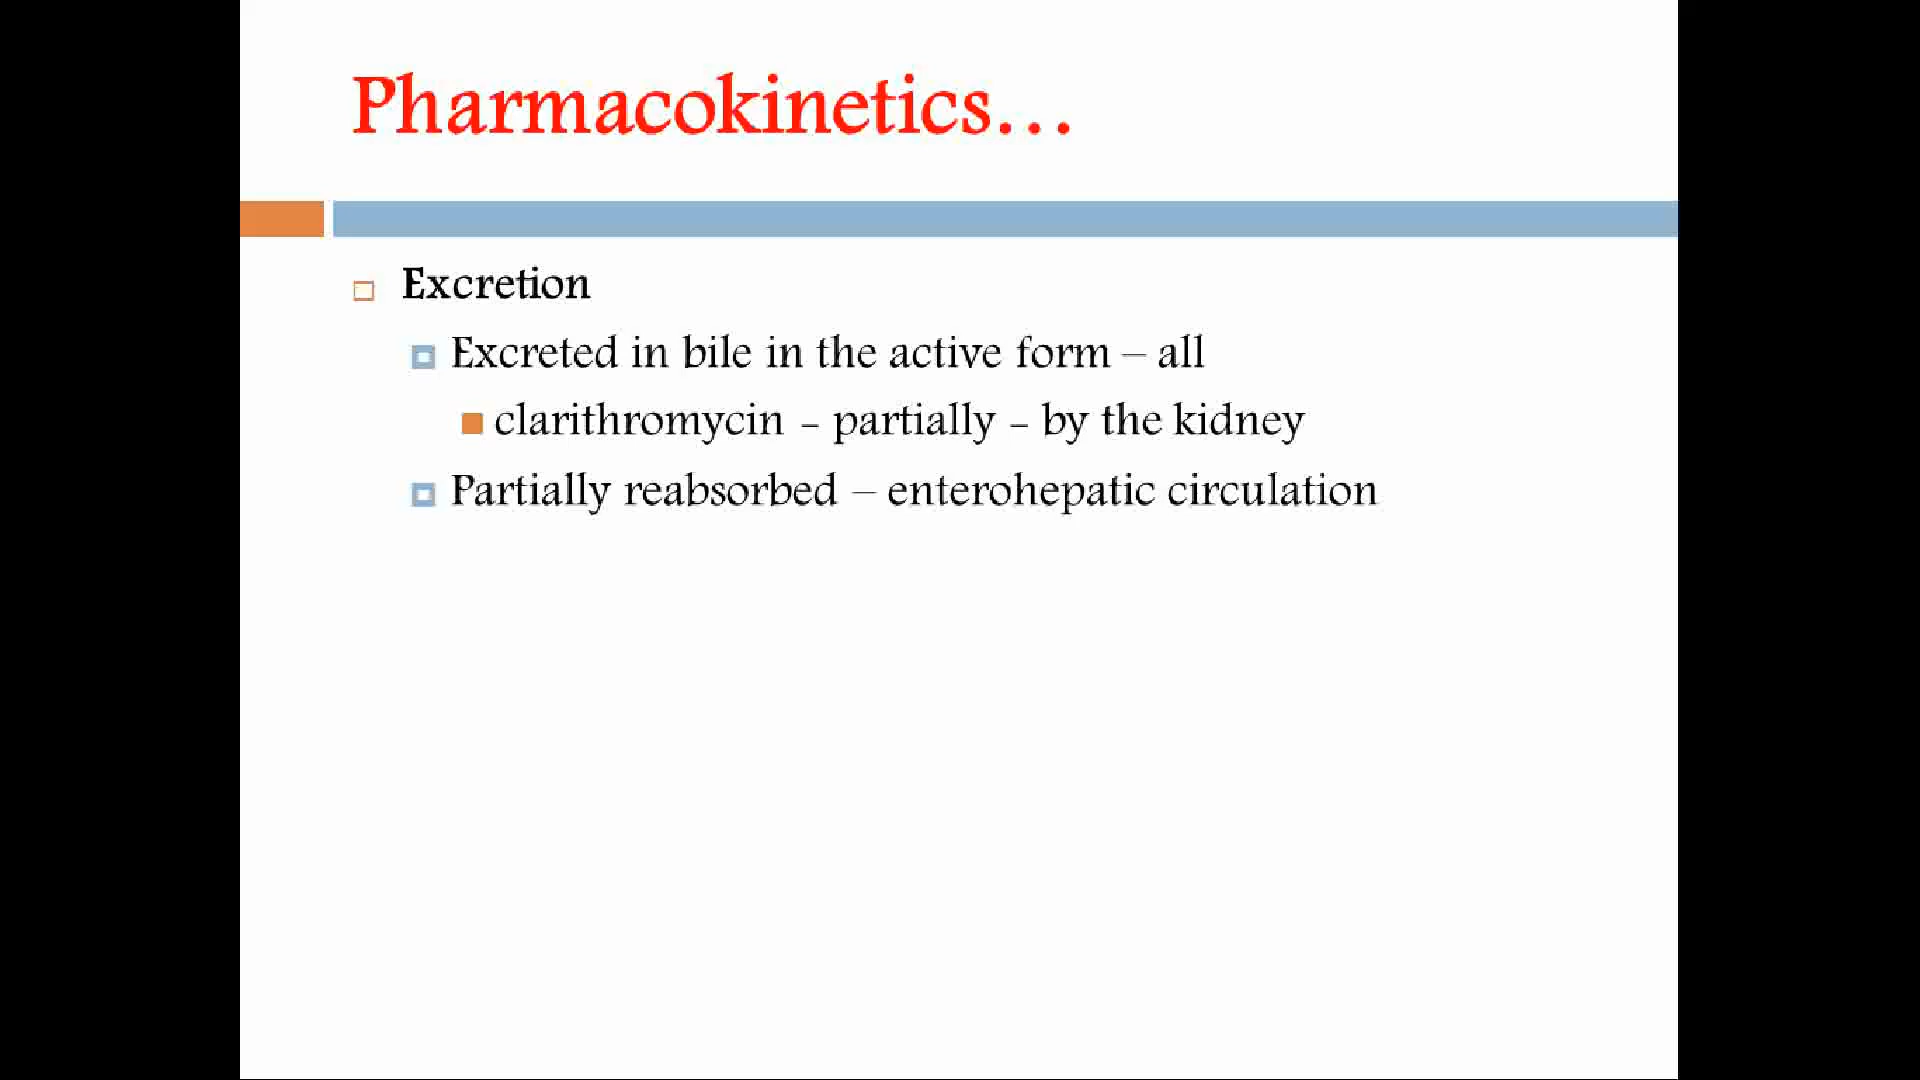 Pharmacokinetics…
Excretion
Excreted in bile in the active form – all
clarithromycin - partially - by the kidney
Partially reabsorbed – enterohepatic circulation